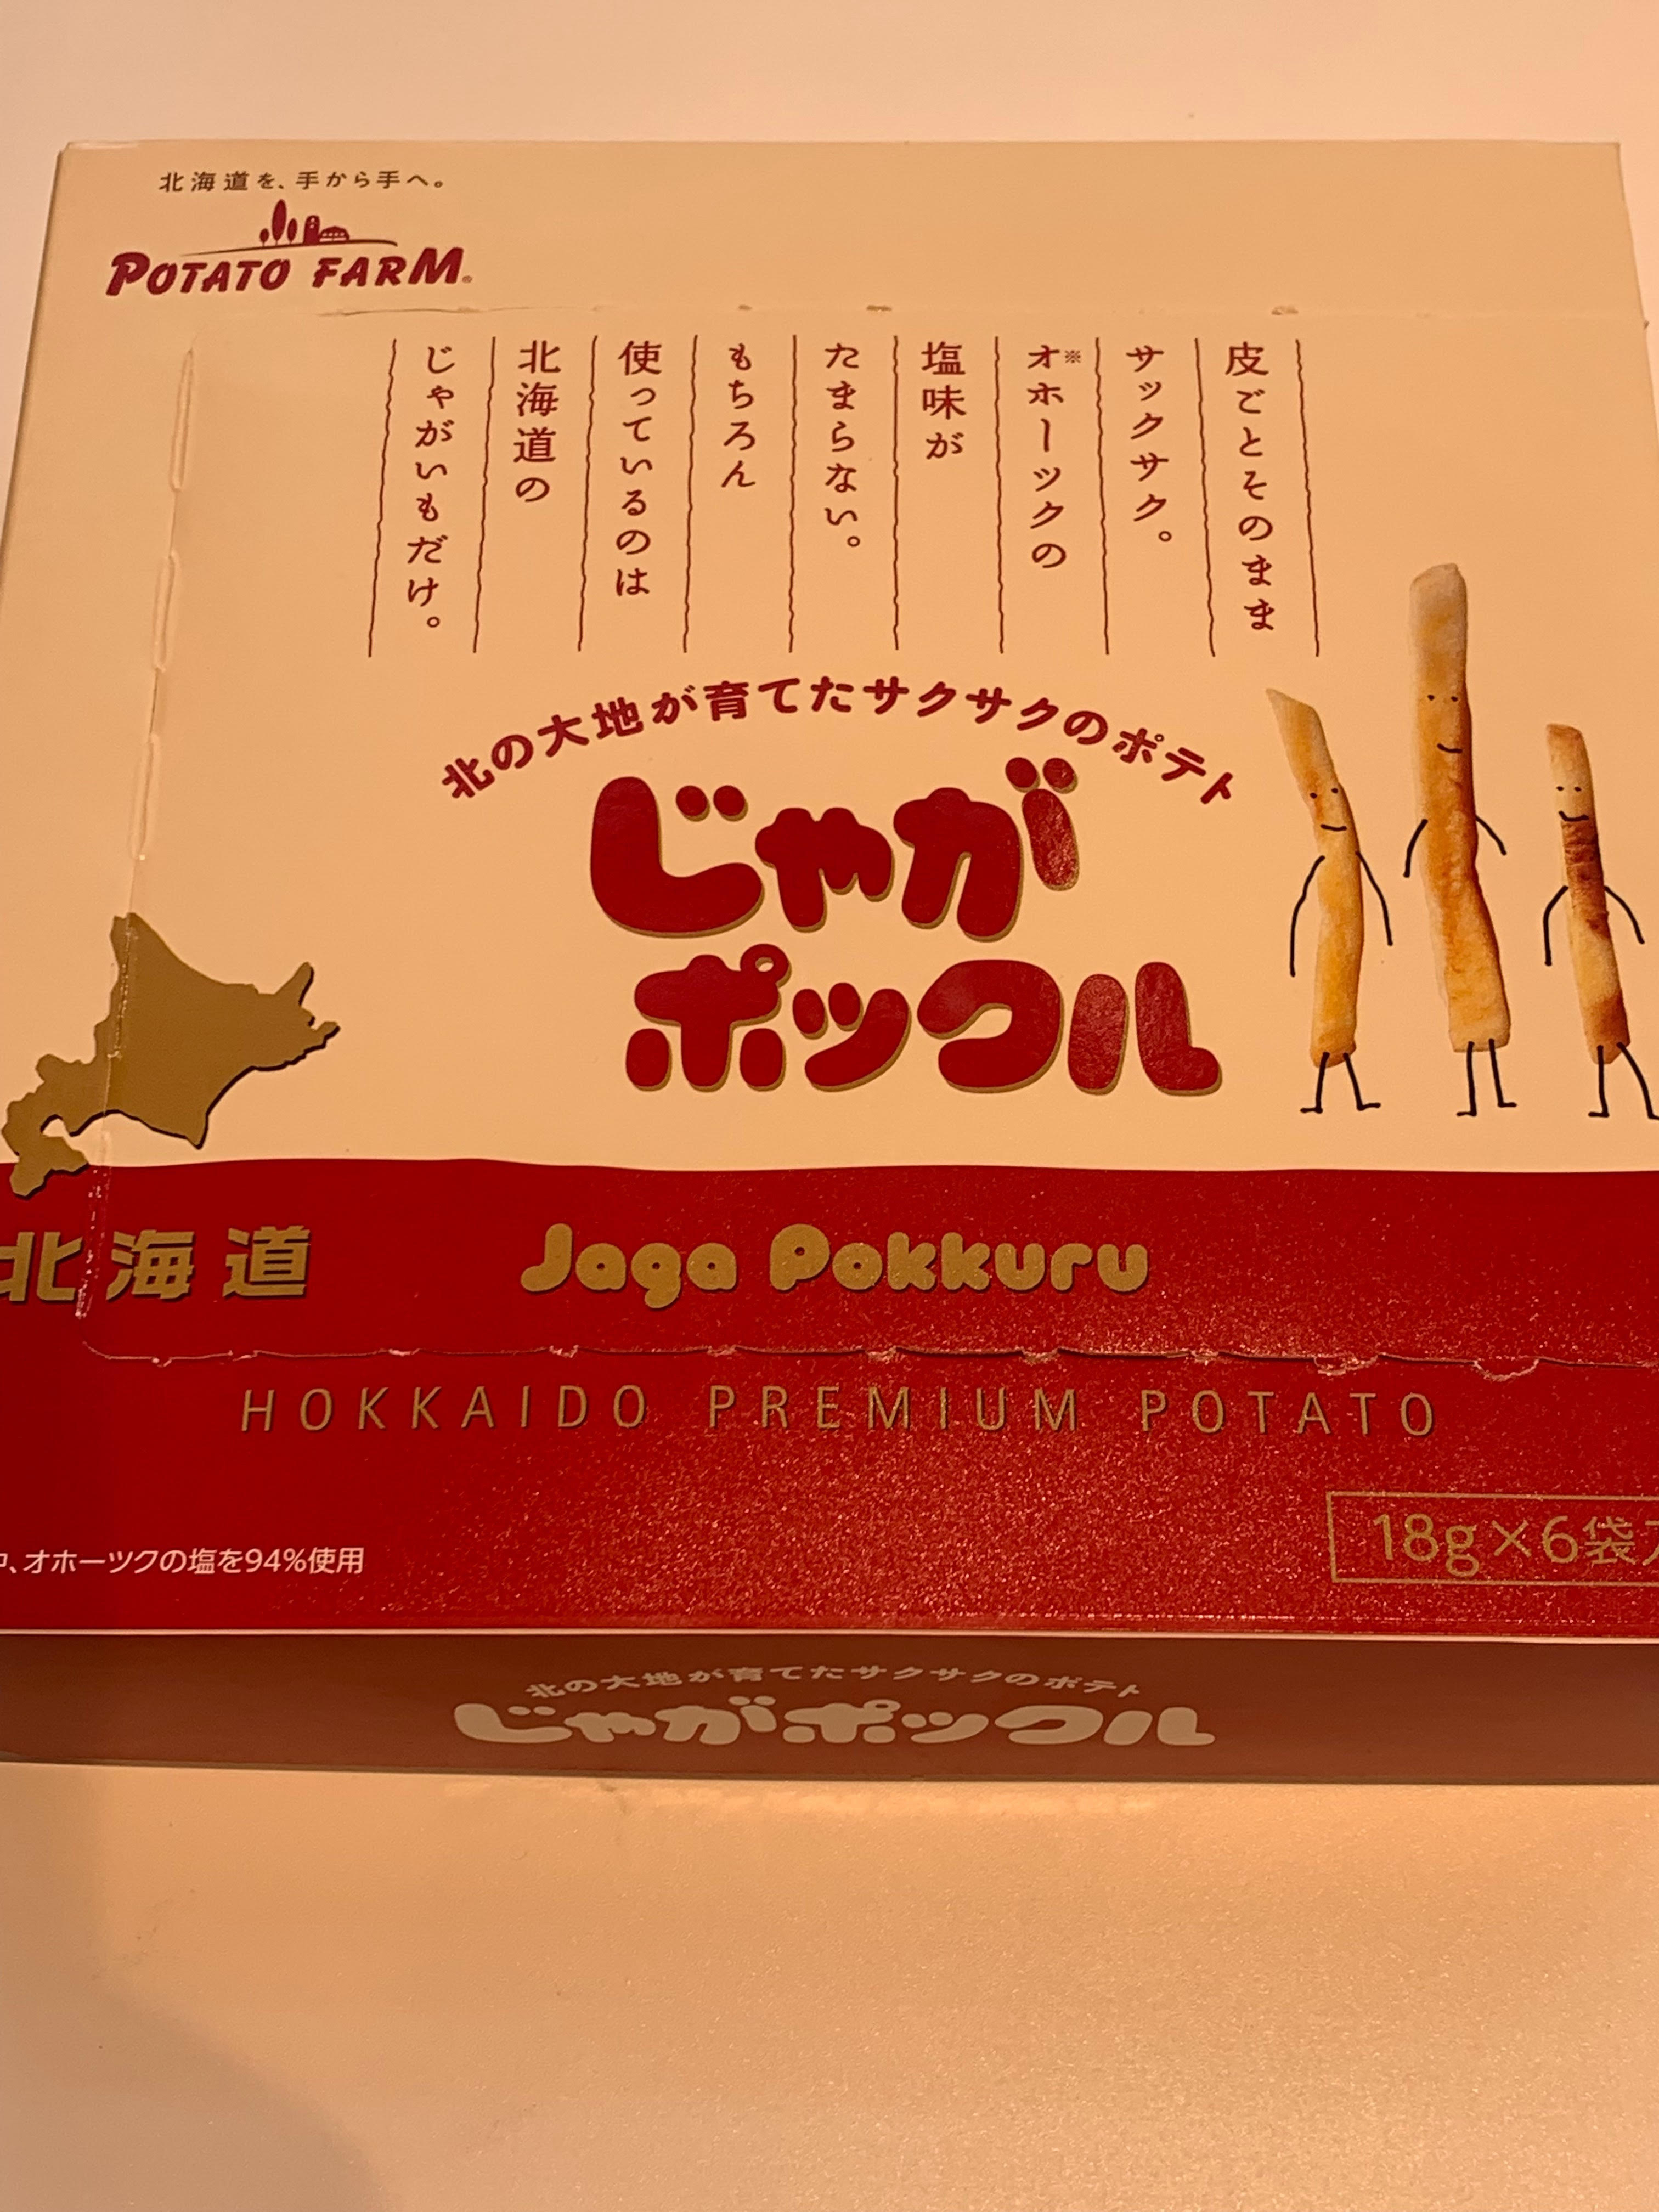 北海道を、手から手へ。
POTATO FARM®
皮ごとそのまま
サックサク。
オ※ホーツクの
塩味が
たまらない。
もちろん
使っているのは
北海道の
じゃがいもだけ。
北の大地が育てたサクサクのポテト
じゃが
ポックル
北海道
Jaga Pokkuru
HOKKAIDO PREMIUM POTATO
18g×6袋
、オホーツクの塩を94%使用
北の大地が育てたサクサクのポテト
じゃがポックル